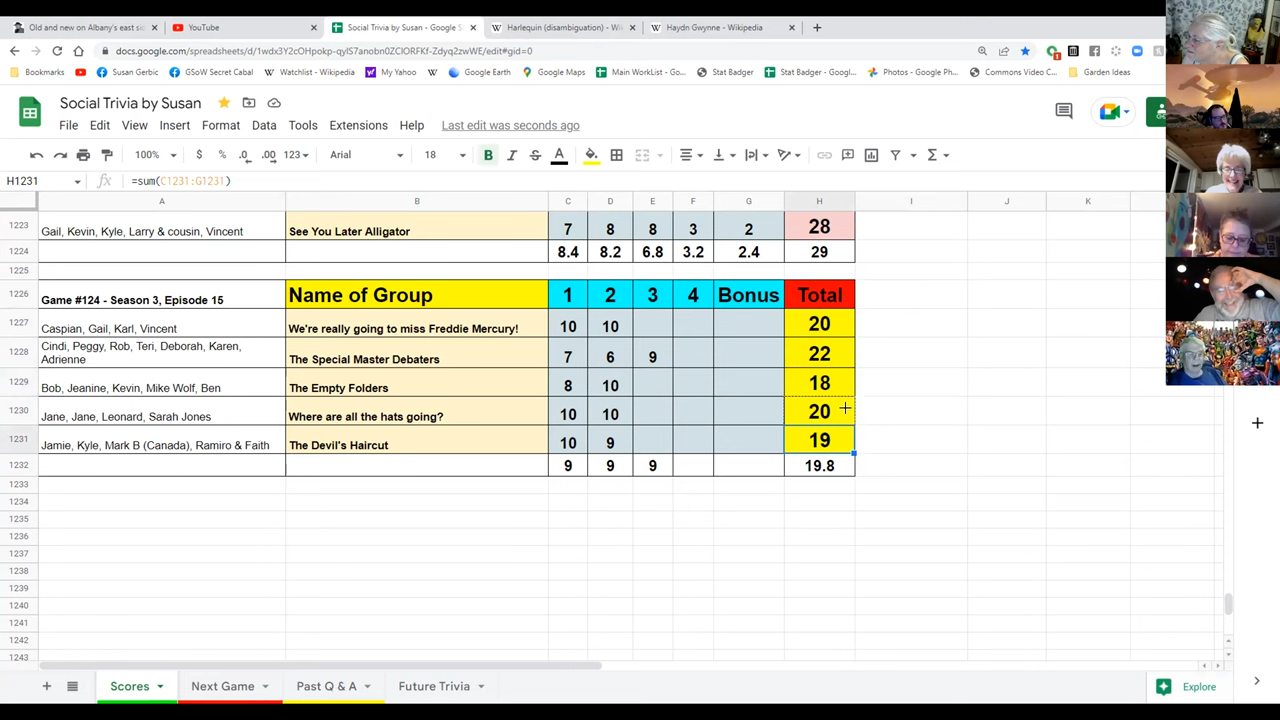 Old and new on Albany's east si
YouTube
Social Trivia by Susan - Google S
Harlequin (disambiguation) - Wi
Haydn Gwynne - Wikipedia
docs.google.com/spreadsheets/d/1wdx3Y2cOHpokp-qyIS7anobn0ZClORFKf-Zdyq2zwWE/edit#gid=0
Bookmarks
Susan Gerbic
GSoW Secret Cabal
Watchlist - Wikipedia
My Yahoo
Google Earth
Google Maps
Main WorkList - Go...
Stat Badger
Stat Badger - Googl...
Photos - Google Ph...
Commons Video C...
Garden Ideas
Social Trivia by Susan
File Edit View Insert Format Data Tools Extensions Help Last edit was seconds ago
100% $ % .0 .00 123 Arial 18 B I S A
H1231 fx =sum(C1231:G1231)
A B C D E F G H I J K
1223 Gail, Kevin, Kyle, Larry & cousin, Vincent See You Later Alligator 7 8 8 3 2 28
1224 8.4 8.2 6.8 3.2 2.4 29
1225
1226 Game #124 - Season 3, Episode 15 Name of Group 1 2 3 4 Bonus Total
1227 Caspian, Gail, Karl, Vincent We're really going to miss Freddie Mercury! 10 10 20
1228 Cindi, Peggy, Rob, Teri, Deborah, Karen,
Adrienne The Special Master Debaters 7 6 9 22
1229 Bob, Jeanine, Kevin, Mike Wolf, Ben The Empty Folders 8 10 18
1230 Jane, Jane, Leonard, Sarah Jones Where are all the hats going? 10 10 20
1231 Jamie, Kyle, Mark B (Canada), Ramiro & Faith The Devil's Haircut 10 9 19
1232 9 9 9 19.8
1233
1234
1235
1236
1237
1238
1239
1240
1241
1242
1243
Scores Next Game Past Q & A Future Trivia Explore